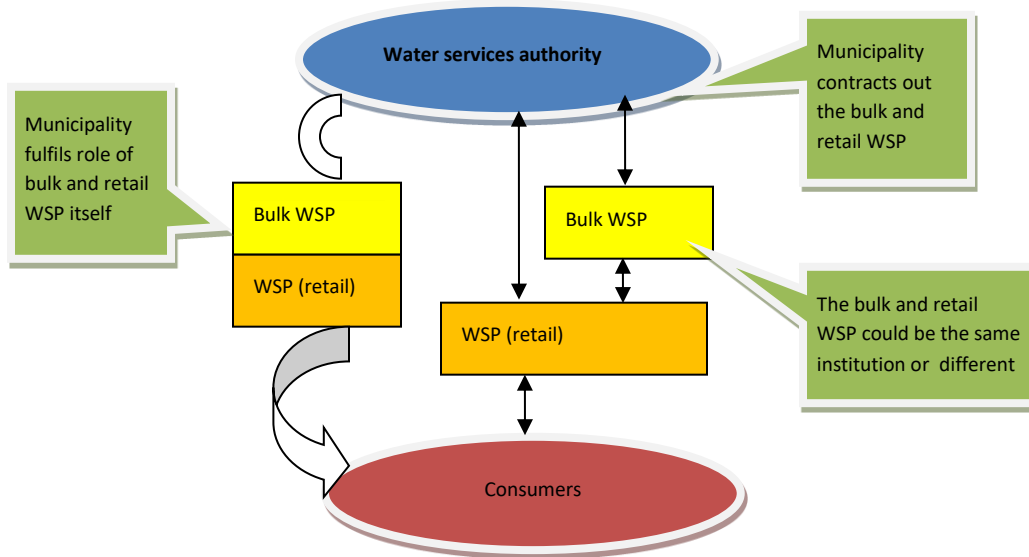 Water services authority
Municipality
contracts out
the bulk and
retail WSP
Municipality
fulfils role of
bulk and retail
WSP itself
Bulk WSP
WSP (retail)
Bulk WSP
WSP (retail)
The bulk and retail
WSP could be the same
institution or different
Consumers